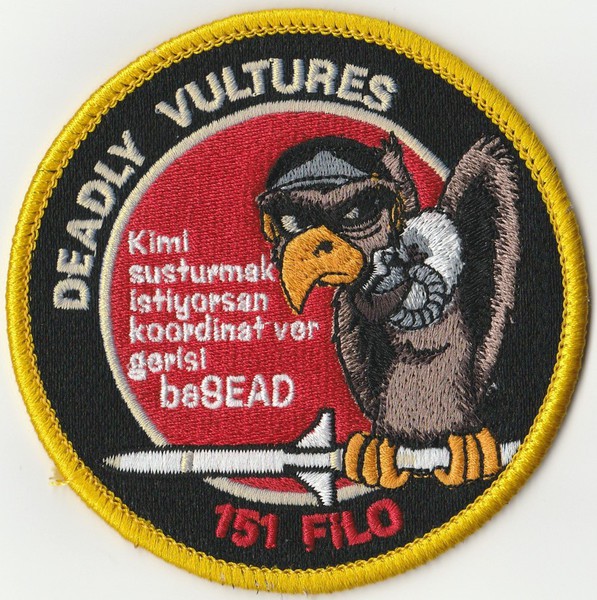 DEADLY VULTURES
Kimi
susturmak
istiyorsan
koordinat ver
gerisi
baSEAD
151 FiLO